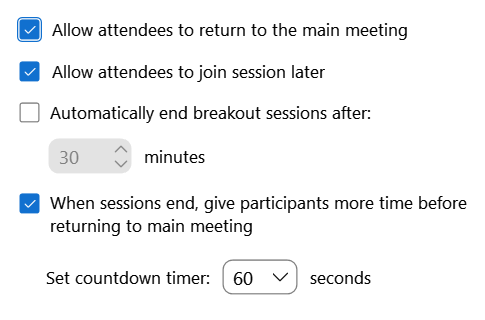 Allow attendees to return to the main meeting
Allow attendees to join session later
Automatically end breakout sessions after:
30 minutes
When sessions end, give participants more time before
returning to main meeting
Set countdown timer: 60 seconds